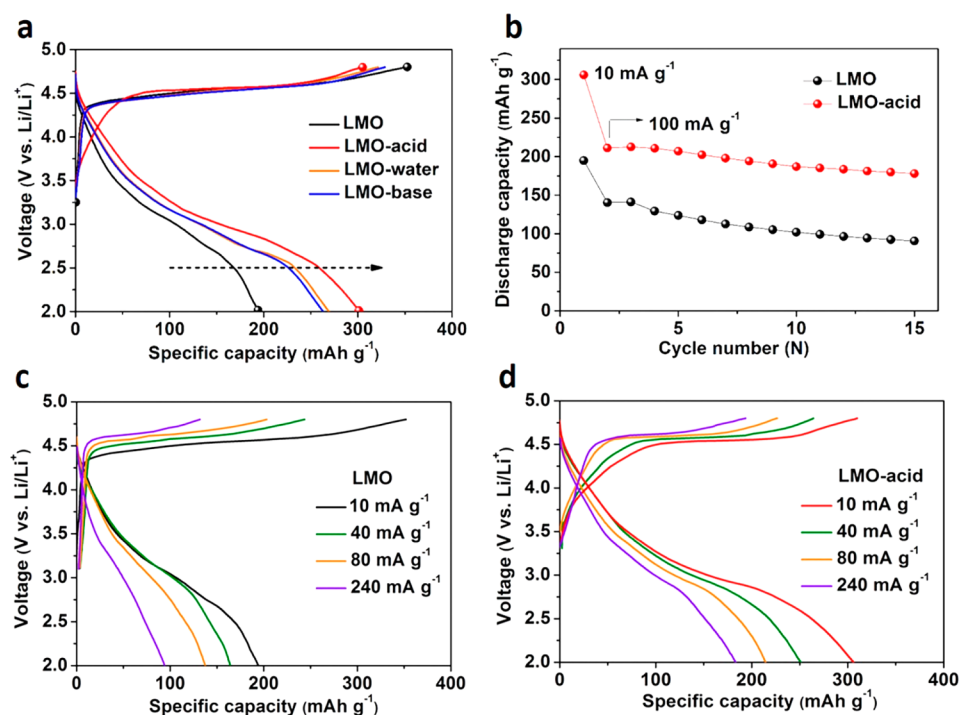 a
5.0
4.5
4.0
3.5
3.0
2.5
2.0
Voltage (V vs. Li/Li⁺)
LMO
LMO-acid
LMO-water
LMO-base
0 100 200 300 400
Specific capacity (mAh g⁻¹)
b
300
250
200
150
100
50
0
Discharge capacity (mAh g⁻¹)
10 mA g⁻¹
100 mA g⁻¹
LMO
LMO-acid
0 5 10 15
Cycle number (N)
c
5.0
4.5
4.0
3.5
3.0
2.5
2.0
Voltage (V vs. Li/Li⁺)
LMO
10 mA g⁻¹
40 mA g⁻¹
80 mA g⁻¹
240 mA g⁻¹
0 100 200 300 400
Specific capacity (mAh g⁻¹)
d
5.0
4.5
4.0
3.5
3.0
2.5
2.0
Voltage (V vs. Li/Li⁺)
LMO-acid
10 mA g⁻¹
40 mA g⁻¹
80 mA g⁻¹
240 mA g⁻¹
0 100 200 300 400
Specific capacity (mAh g⁻¹)